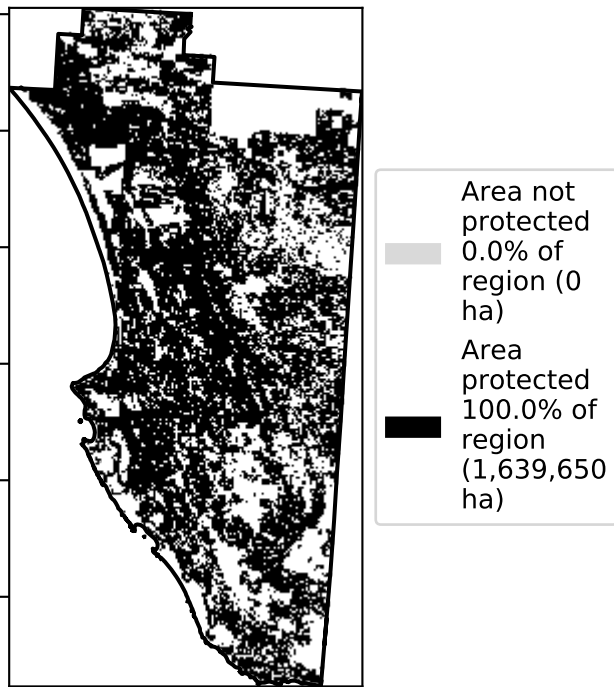 Area not
protected
0.0% of
region (0
ha)
Area
protected
100.0% of
region
(1,639,650
ha)